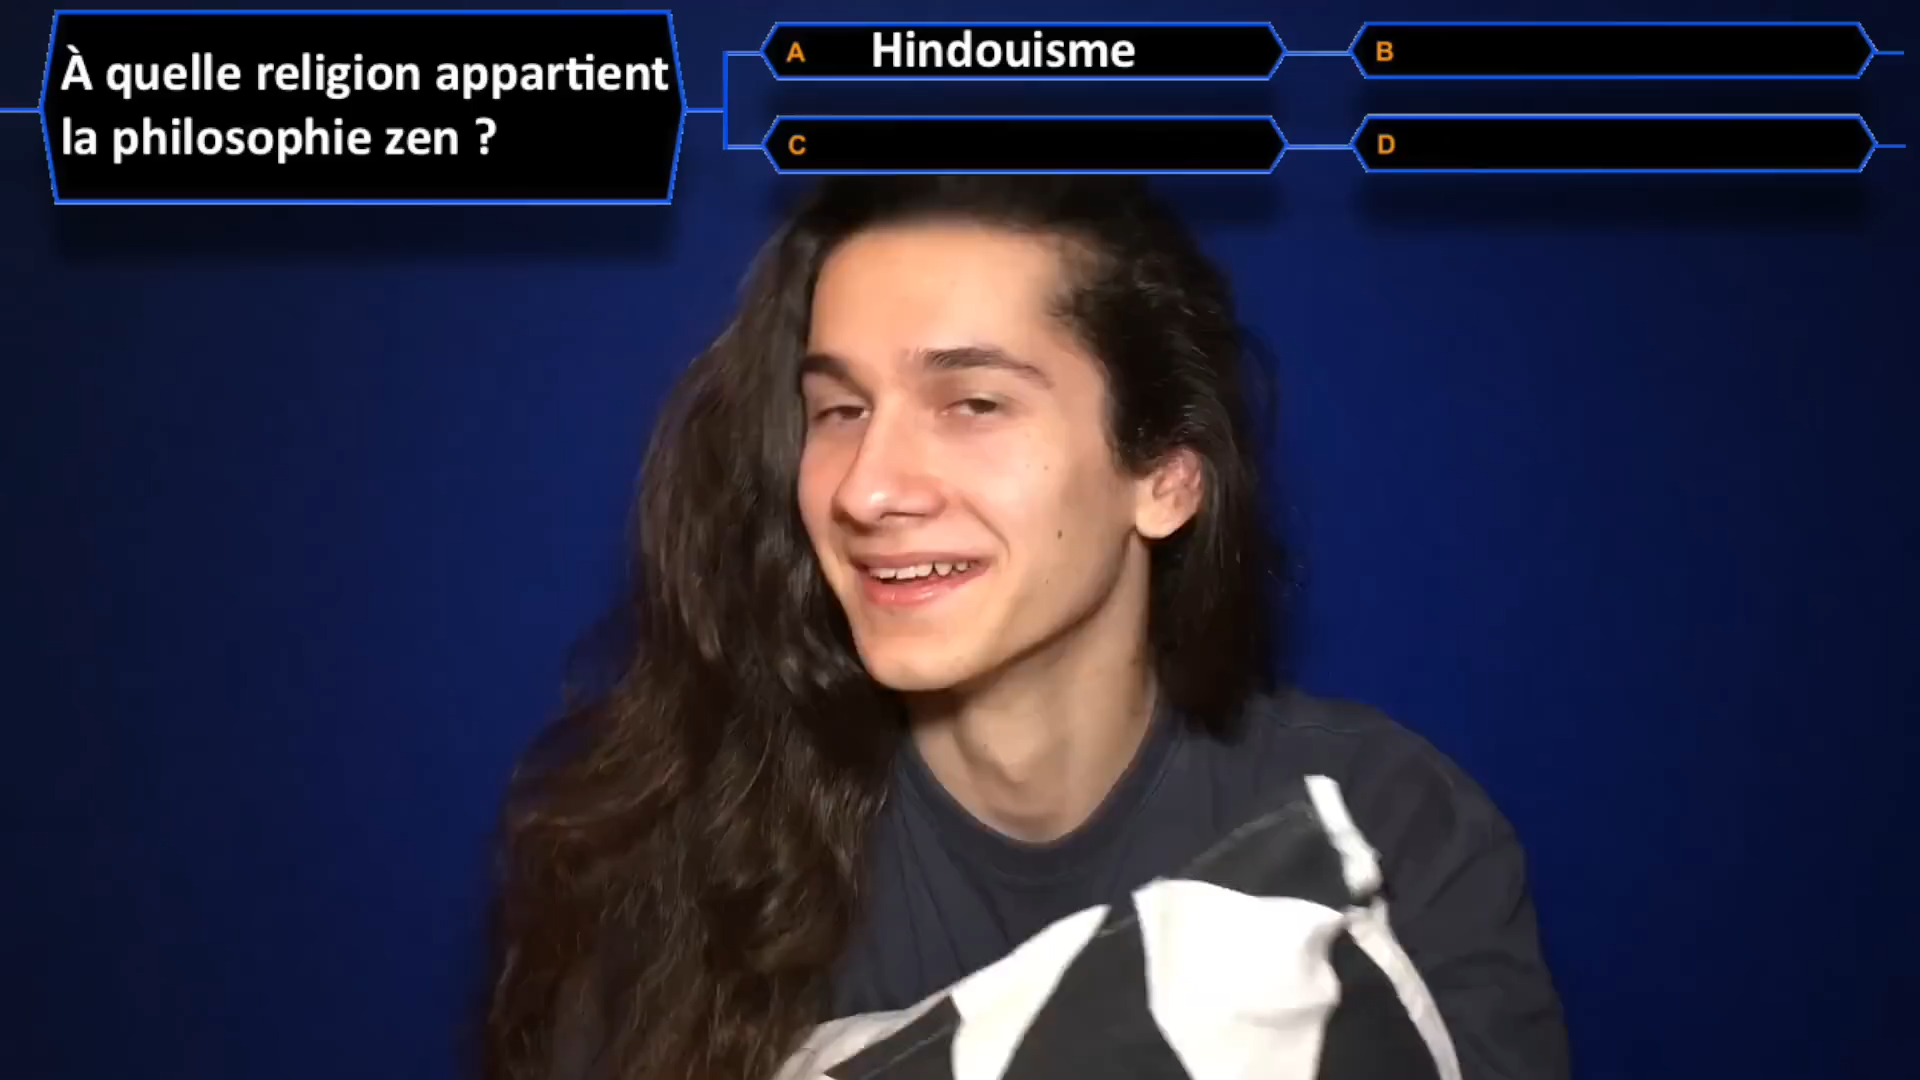 À quelle religion appartient
la philosophie zen ?
A Hindouisme
B
C
D